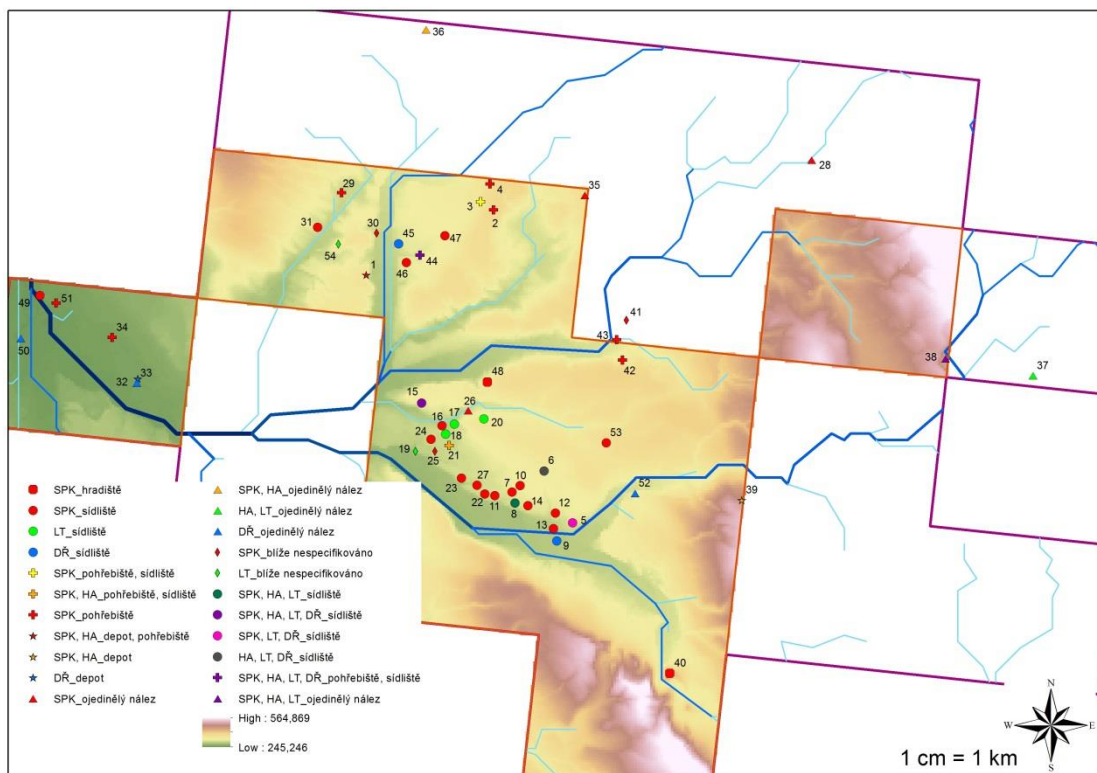 36
28
29
4
3
2
35
31
30
45
47
54
1
46
44
49
51
34
50
33
32
41
43
42
38
37
48
15
26
17
16
20
18
24
21
19
25
53
6
23
27
7
10
22
11
8
14
12
5
13
9
52
39
40
SPK_hradiště
SPK_sídliště
LT_sídliště
DŘ_sídliště
SPK_pohřebiště, sídliště
SPK, HA_pohřebiště, sídliště
SPK_pohřebiště
SPK, HA_depot, pohřebiště
SPK, HA_depot
DŘ_depot
SPK_ojedinělý nález
SPK, HA_ojedinělý nález
HA, LT_ojedinělý nález
DŘ_ojedinělý nález
SPK_blíže nespecifikováno
LT_blíže nespecifikováno
SPK, HA, LT_sídliště
SPK, HA, LT, DŘ_sídliště
SPK, LT, DŘ_sídliště
HA, LT, DŘ_sídliště
SPK, HA, LT, DŘ_pohřebiště, sídliště
SPK, HA, LT_ojedinělý nález
High : 564,869
Low : 245,246
N
W
E
S
1 cm = 1 km